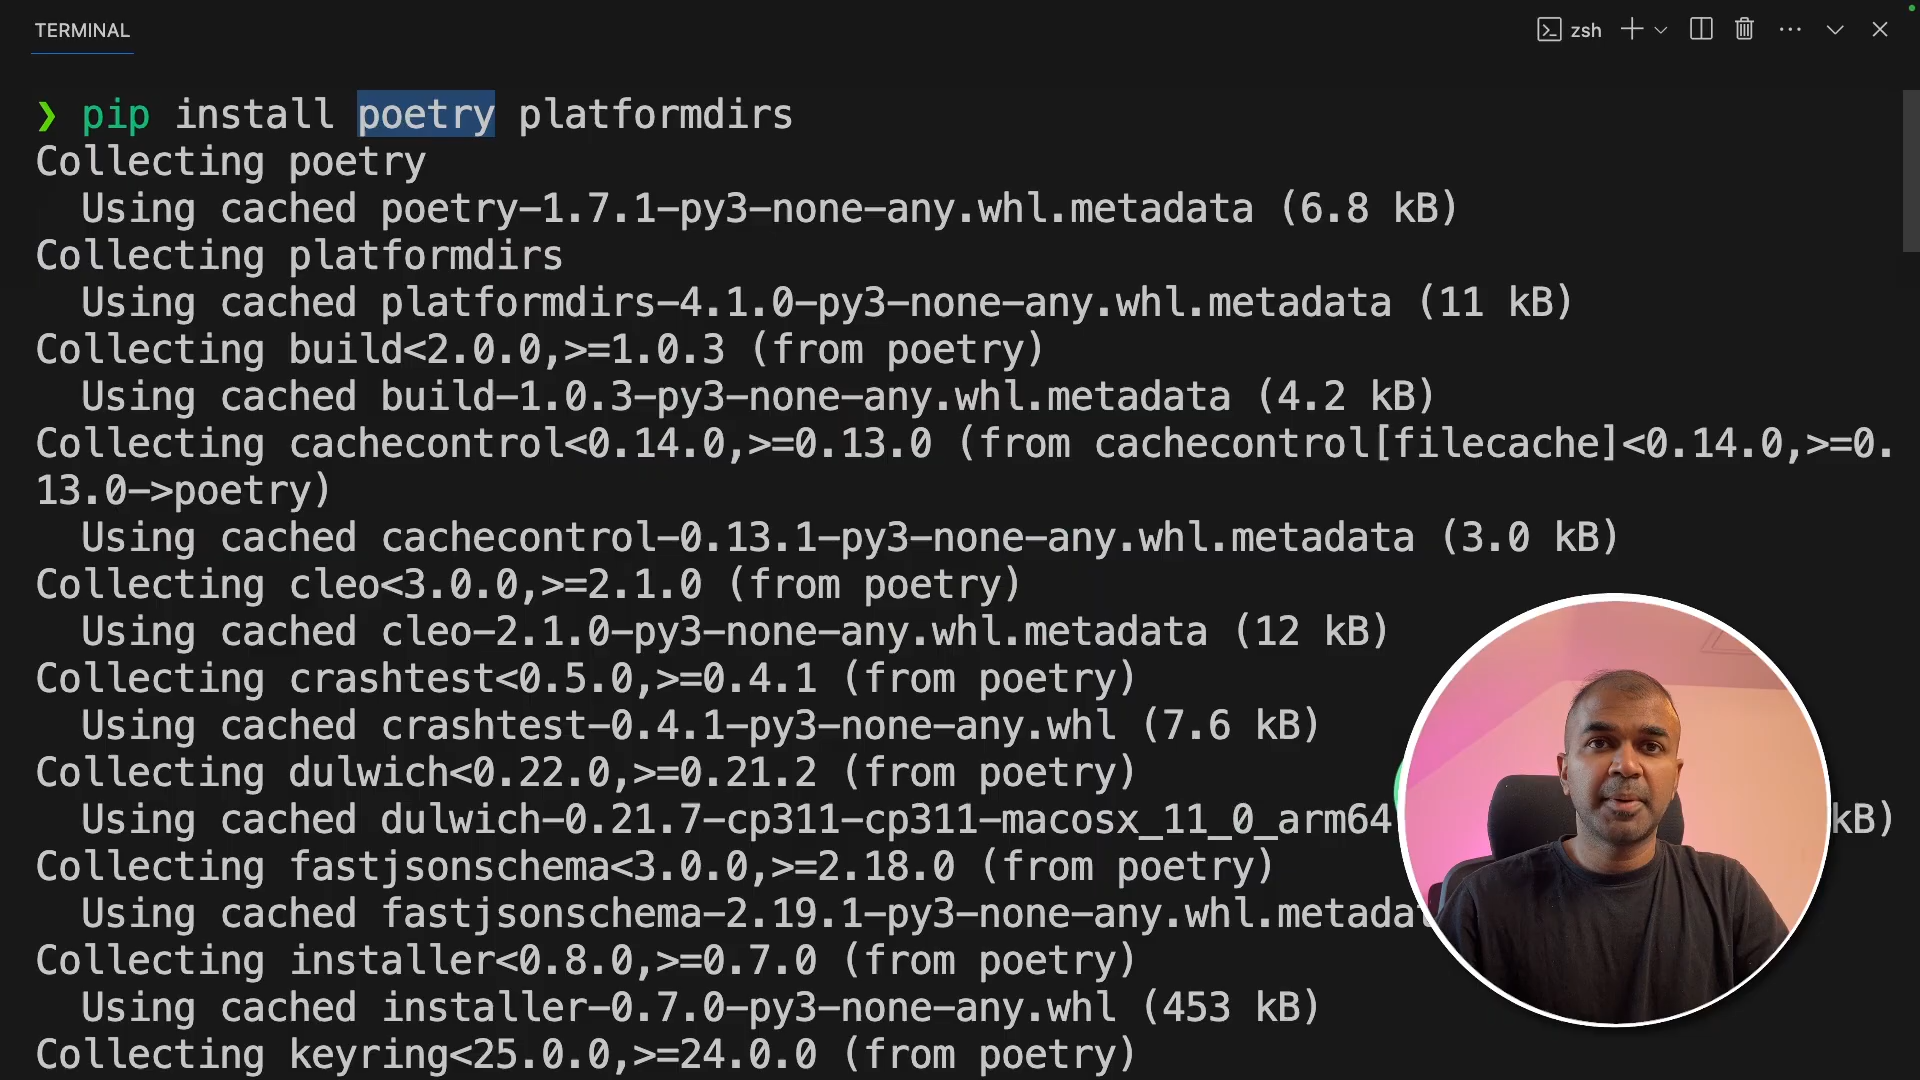 TERMINAL
zsh
❯ pip install poetry platformdirs
Collecting poetry
  Using cached poetry-1.7.1-py3-none-any.whl.metadata (6.8 kB)
Collecting platformdirs
  Using cached platformdirs-4.1.0-py3-none-any.whl.metadata (11 kB)
Collecting build<2.0.0,>=1.0.3 (from poetry)
  Using cached build-1.0.3-py3-none-any.whl.metadata (4.2 kB)
Collecting cachecontrol<0.14.0,>=0.13.0 (from cachecontrol[filecache]<0.14.0,>=0.
13.0->poetry)
  Using cached cachecontrol-0.13.1-py3-none-any.whl.metadata (3.0 kB)
Collecting cleo<3.0.0,>=2.1.0 (from poetry)
  Using cached cleo-2.1.0-py3-none-any.whl.metadata (12 kB)
Collecting crashtest<0.5.0,>=0.4.1 (from poetry)
  Using cached crashtest-0.4.1-py3-none-any.whl (7.6 kB)
Collecting dulwich<0.22.0,>=0.21.2 (from poetry)
  Using cached dulwich-0.21.7-cp311-cp311-macosx_11_0_arm64 kB)
Collecting fastjsonschema<3.0.0,>=2.18.0 (from poetry)
  Using cached fastjsonschema-2.19.1-py3-none-any.whl.metadat
Collecting installer<0.8.0,>=0.7.0 (from poetry)
  Using cached installer-0.7.0-py3-none-any.whl (453 kB)
Collecting keyring<25.0.0,>=24.0.0 (from poetry)